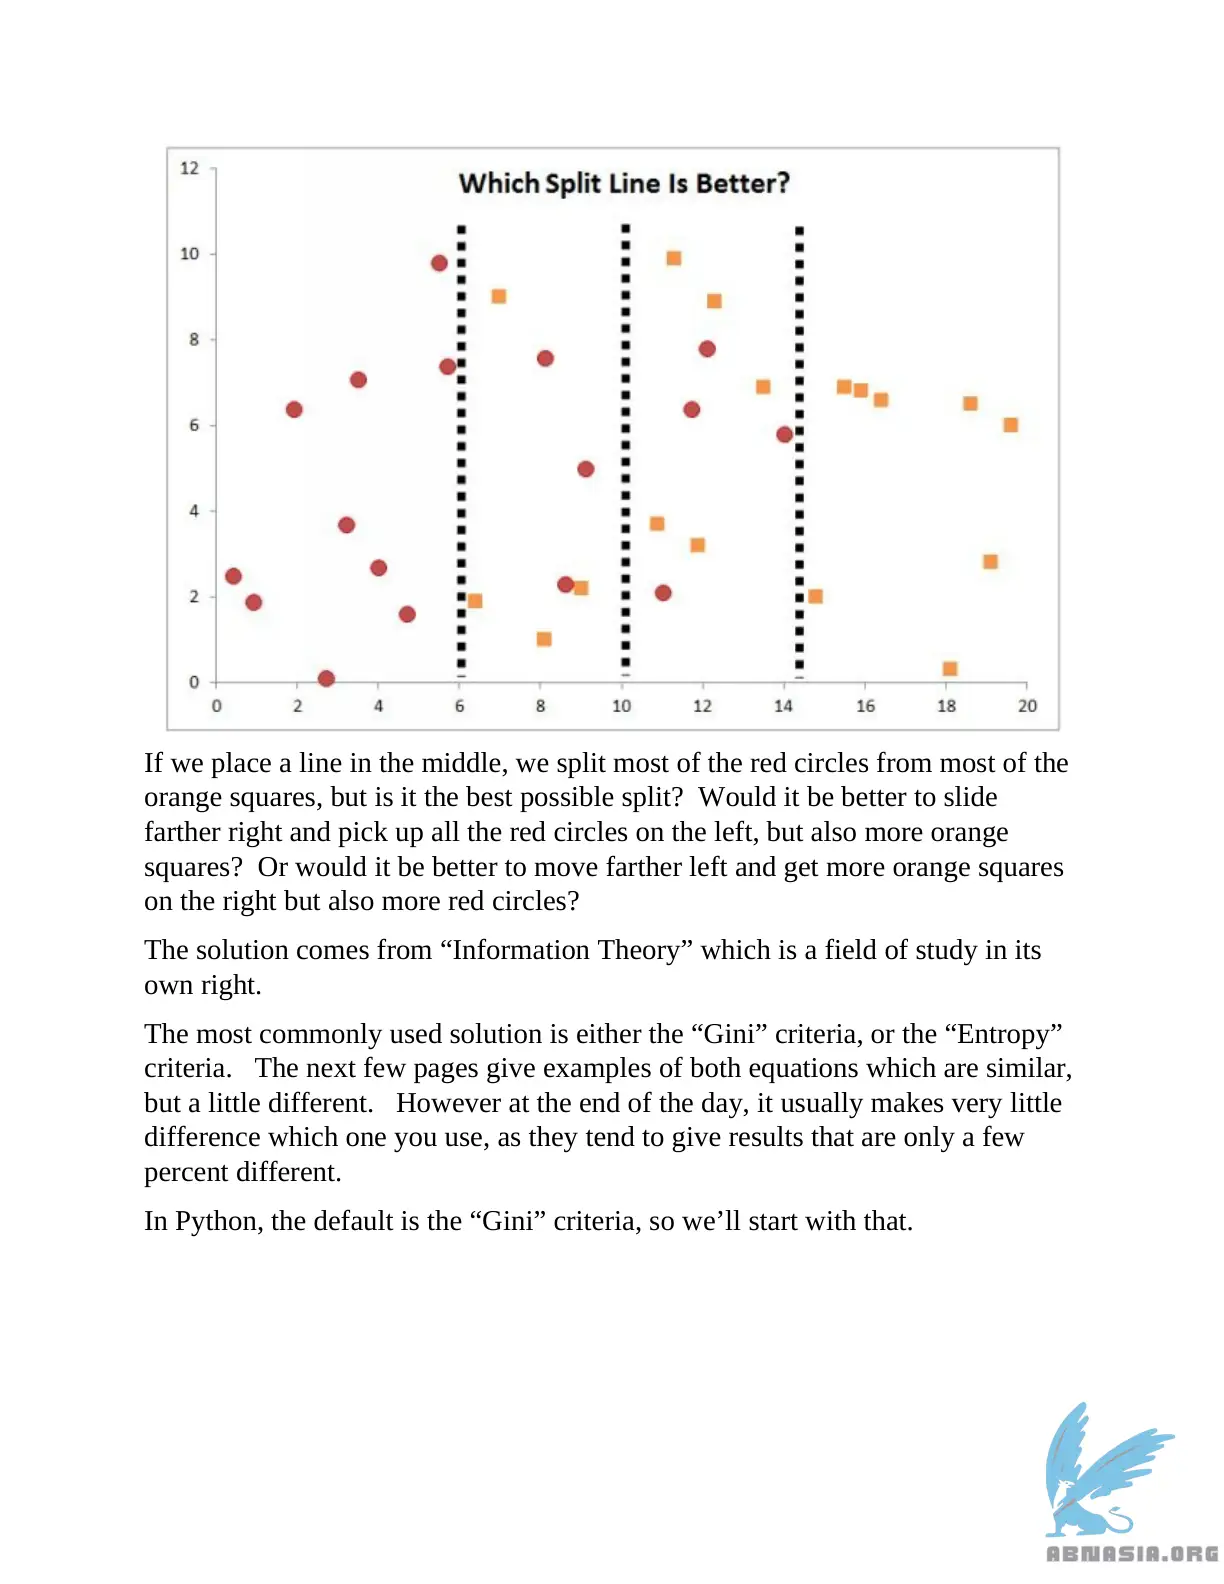 Which Split Line Is Better?
12
10
8
6
4
2
0
0 2 4 6 8 10 12 14 16 18 20
If we place a line in the middle, we split most of the red circles from most of the
orange squares, but is it the best possible split?  Would it be better to slide
farther right and pick up all the red circles on the left, but also more orange
squares?  Or would it be better to move farther left and get more orange squares
on the right but also more red circles?
The solution comes from “Information Theory” which is a field of study in its
own right.
The most commonly used solution is either the “Gini” criteria, or the “Entropy”
criteria.   The next few pages give examples of both equations which are similar,
but a little different.   However at the end of the day, it usually makes very little
difference which one you use, as they tend to give results that are only a few
percent different.
In Python, the default is the “Gini” criteria, so we’ll start with that.
ABNASIA.ORG